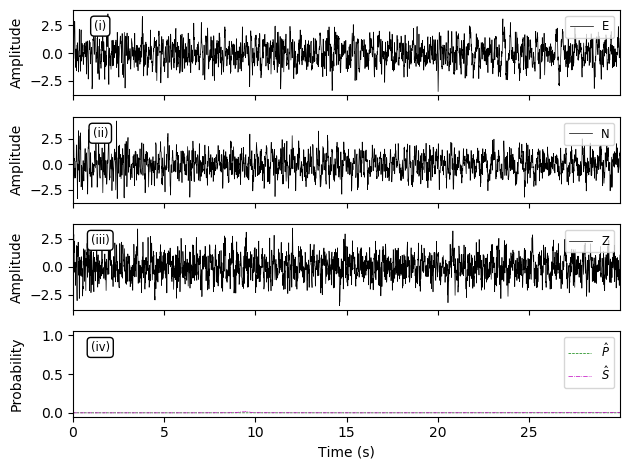 Amplitude
2.5
0.0
−2.5
(i)
E
Amplitude
2.5
0.0
−2.5
(ii)
N
Amplitude
2.5
0.0
−2.5
(iii)
Z
Probability
1.0
0.5
0.0
(iv)
P̂
Ŝ
0 5 10 15 20 25
Time (s)